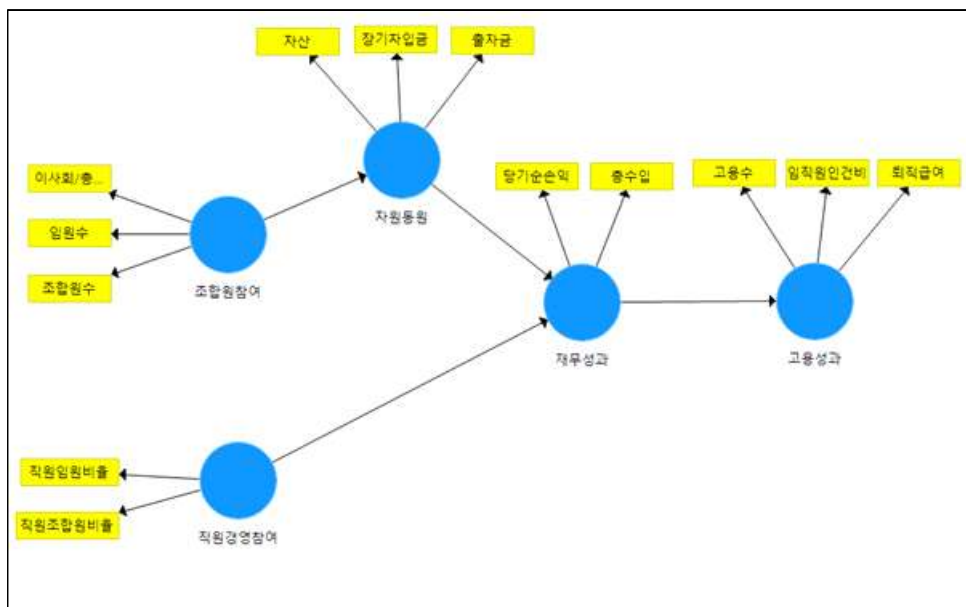 자산
장기차입금
출자금
이사회/총...
임원수
조합원수
조합원참여
자원동원
당기순손익
총수입
고용수
임직원인건비
퇴직급여
재무성과
고용성과
직원임원비율
직원조합원비율
직원경영참여